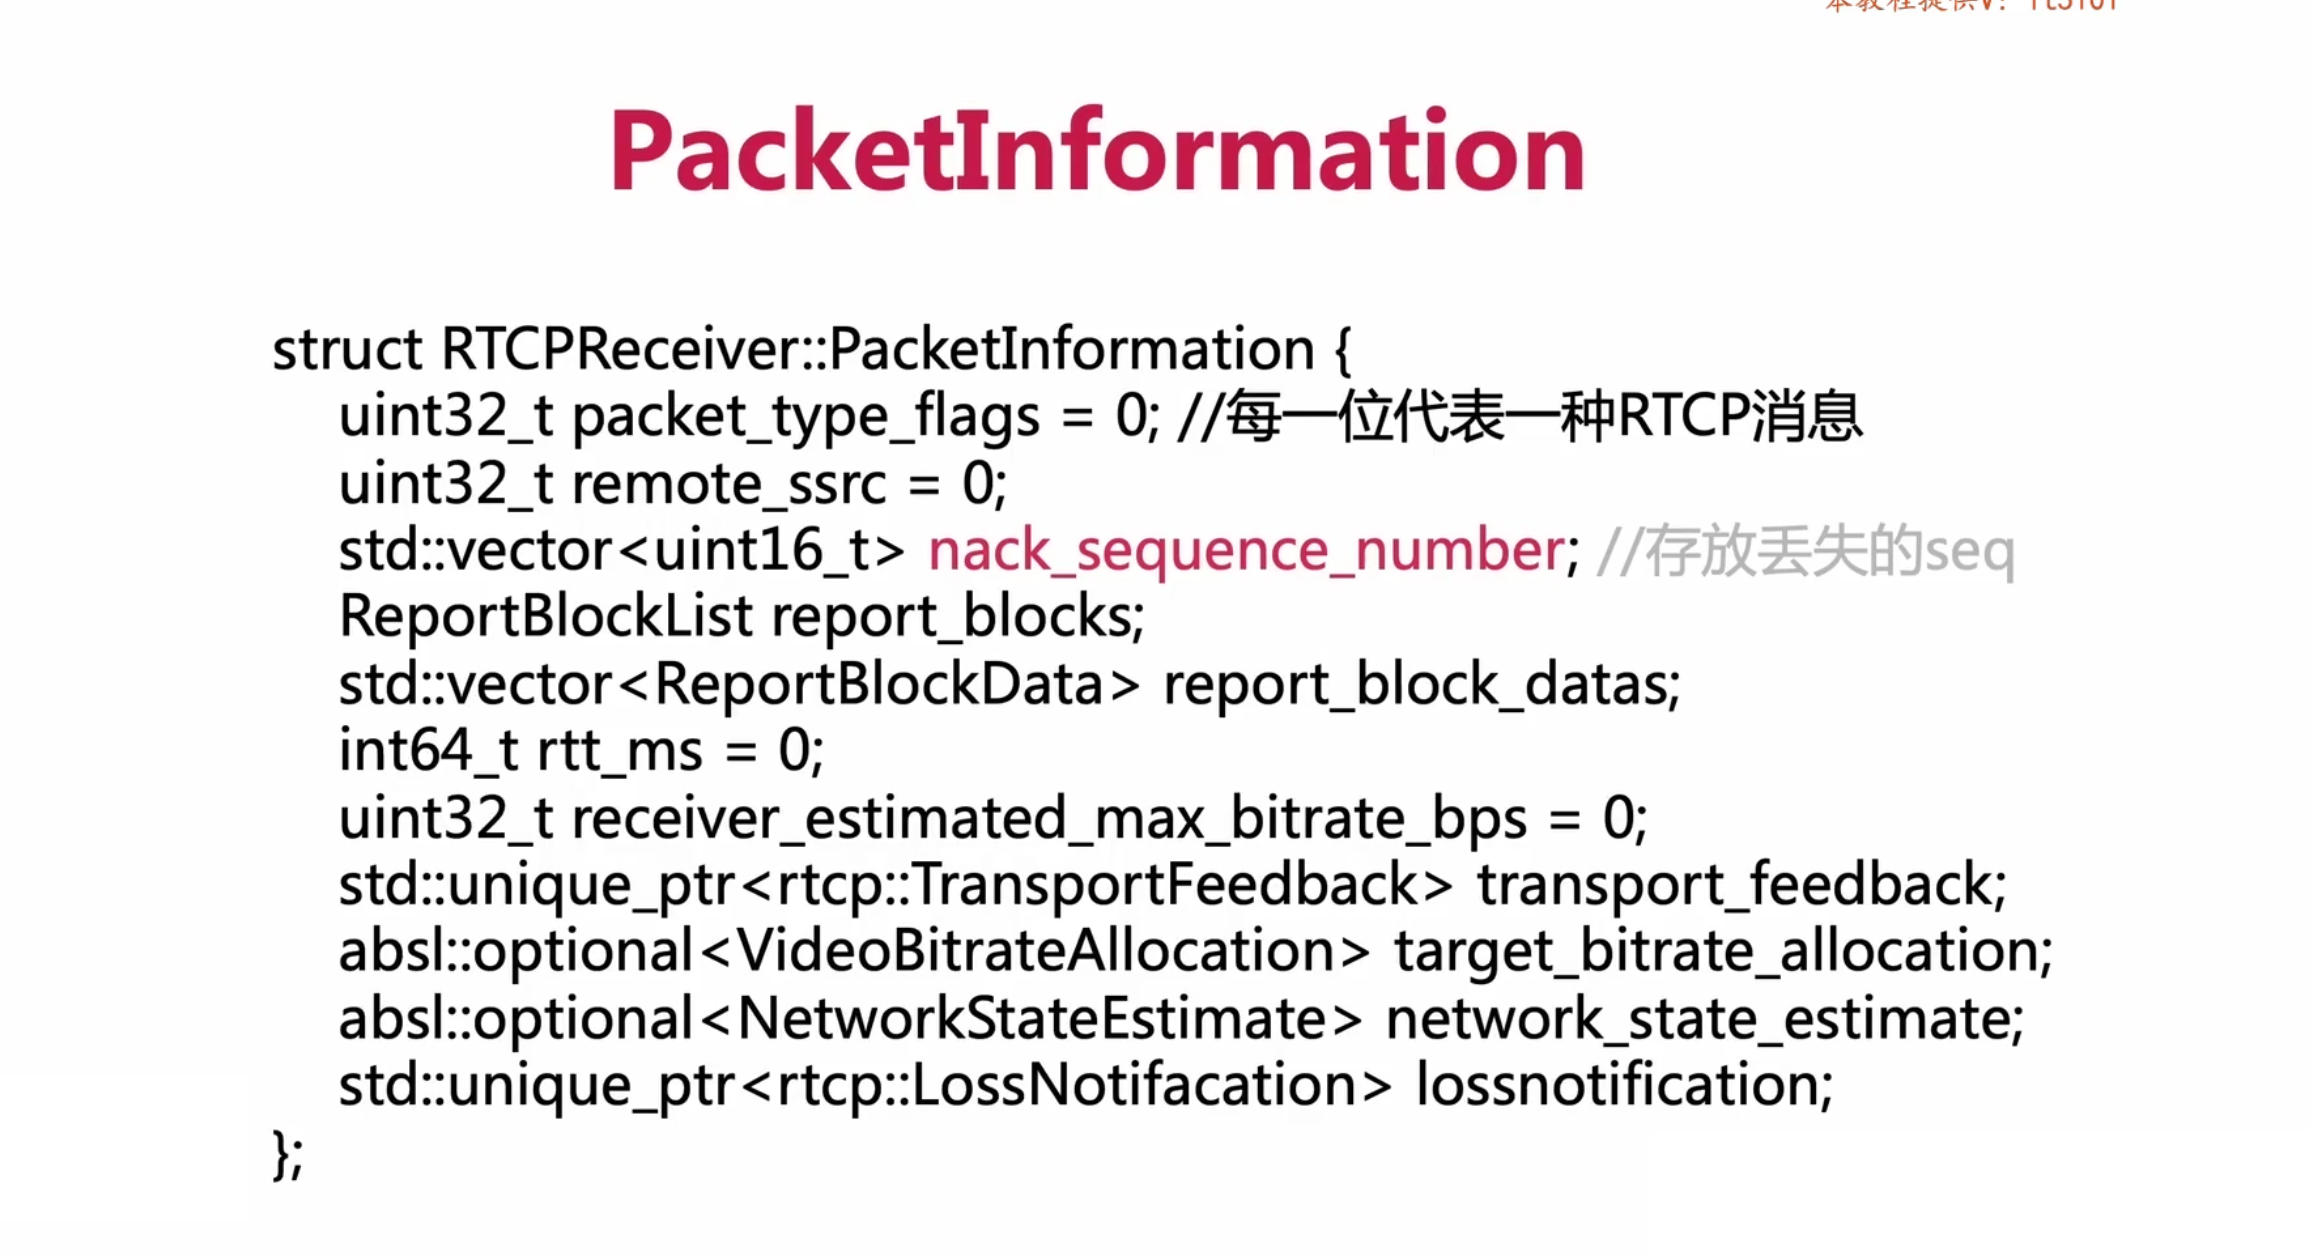 PacketInformation
struct RTCPReceiver::PacketInformation {
uint32_t packet_type_flags = 0; //每一位代表一种RTCP消息
uint32_t remote_ssrc = 0;
std::vector<uint16_t> nack_sequence_number; //存放丢失的seq
ReportBlockList report_blocks;
std::vector<ReportBlockData> report_block_datas;
int64_t rtt_ms = 0;
uint32_t receiver_estimated_max_bitrate_bps = 0;
std::unique_ptr<rtcp::TransportFeedback> transport_feedback;
absl::optional<VideoBitrateAllocation> target_bitrate_allocation;
absl::optional<NetworkStateEstimate> network_state_estimate;
std::unique_ptr<rtcp::LossNotifacation> lossnotification;
};